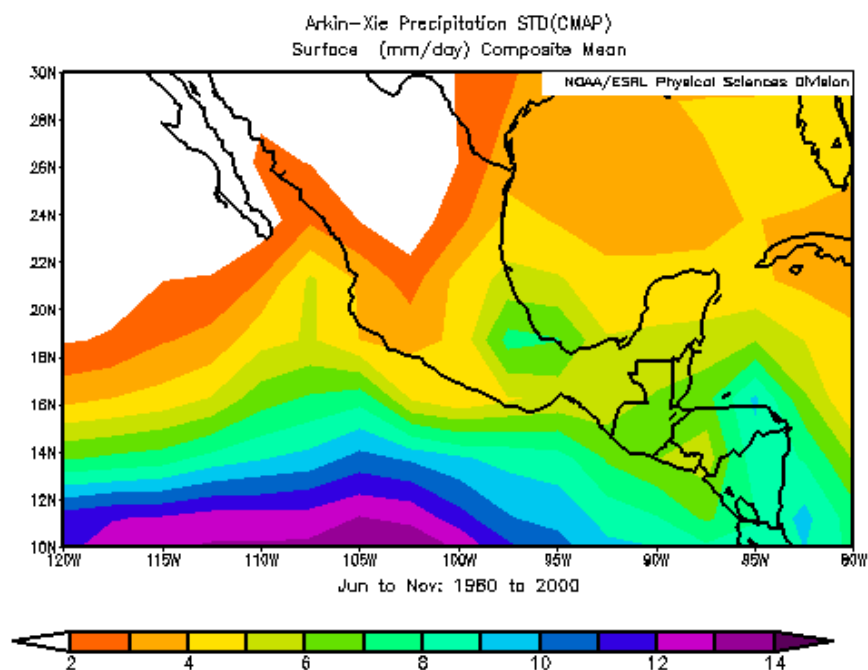 Arkin-Xie Precipitation STD(CMAP)
Surface (mm/day) Composite Mean
NOAA/ESRL Physical Sciences Division
30N
28N
26N
24N
22N
20N
18N
16N
14N
12N
10N
120W 115W 110W 105W 100W 95W 90W 85W 80W
Jun to Nov: 1980 to 2000
2 4 6 8 10 12 14